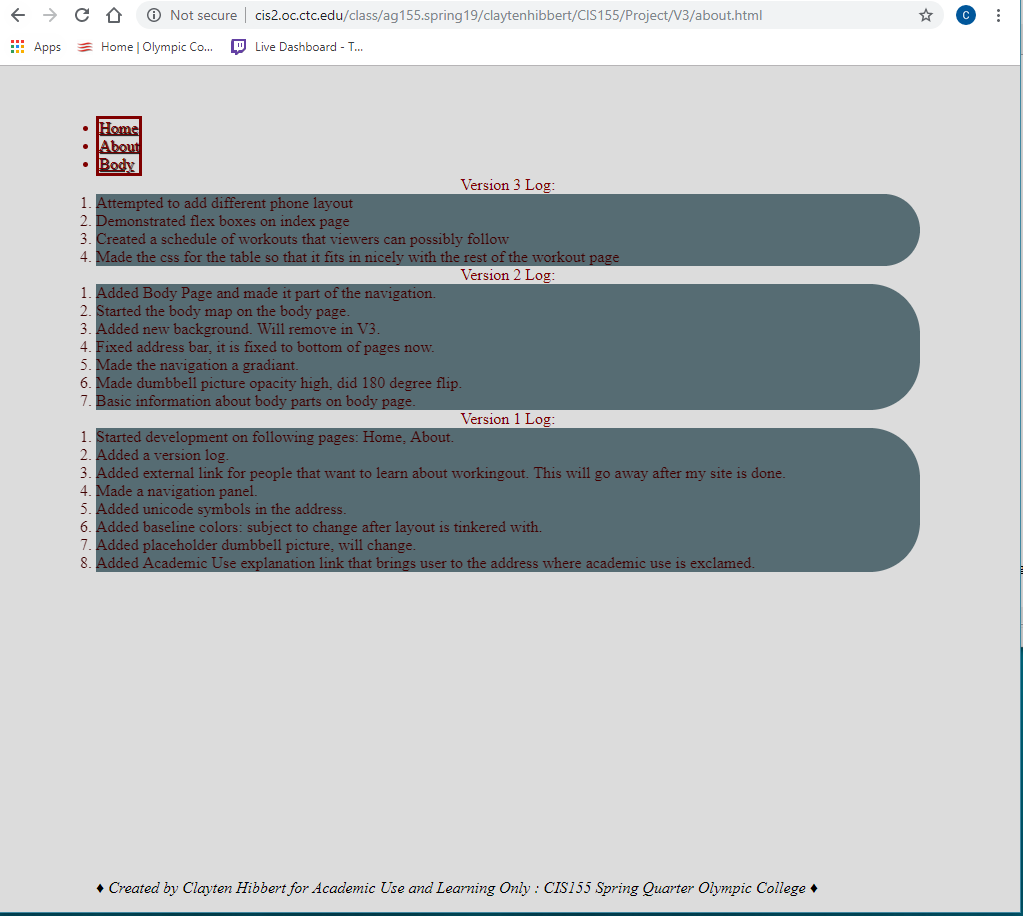 Not secure | cis2.oc.ctc.edu/class/ag155.spring19/claytenhibbert/CIS155/Project/V3/about.html
C
Apps Home | Olympic Co... Live Dashboard - T...
• Home
• About
• Body
Version 3 Log:
1. Attempted to add different phone layout
2. Demonstrated flex boxes on index page
3. Created a schedule of workouts that viewers can possibly follow
4. Made the css for the table so that it fits in nicely with the rest of the workout page
Version 2 Log:
1. Added Body Page and made it part of the navigation.
2. Started the body map on the body page.
3. Added new background. Will remove in V3.
4. Fixed address bar, it is fixed to bottom of pages now.
5. Made the navigation a gradiant.
6. Made dumbbell picture opacity high, did 180 degree flip.
7. Basic information about body parts on body page.
Version 1 Log:
1. Started development on following pages: Home, About.
2. Added a version log.
3. Added external link for people that want to learn about workingout. This will go away after my site is done.
4. Made a navigation panel.
5. Added unicode symbols in the address.
6. Added baseline colors: subject to change after layout is tinkered with.
7. Added placeholder dumbbell picture, will change.
8. Added Academic Use explanation link that brings user to the address where academic use is exclamed.
♦ Created by Clayten Hibbert for Academic Use and Learning Only : CIS155 Spring Quarter Olympic College ♦